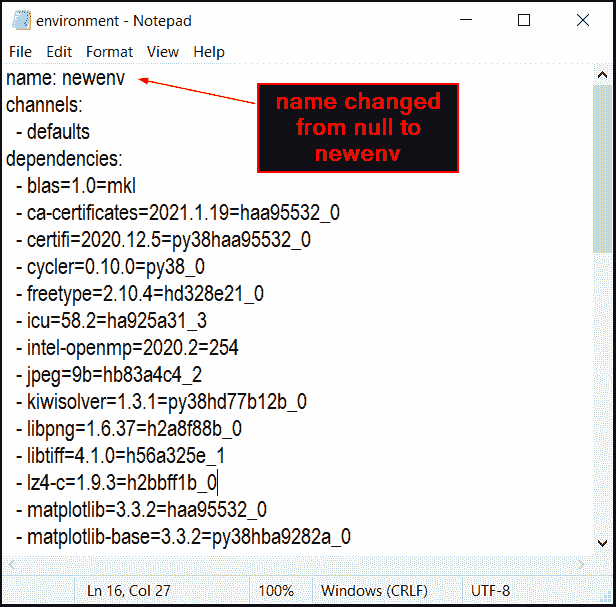 environment - Notepad
File Edit Format View Help
name: newenv
name changed
from null to
newenv
channels:
- defaults
dependencies:
- blas=1.0=mkl
- ca-certificates=2021.1.19=haa95532_0
- certifi=2020.12.5=py38haa95532_0
- cycler=0.10.0=py38_0
- freetype=2.10.4=hd328e21_0
- icu=58.2=ha925a31_3
- intel-openmp=2020.2=254
- jpeg=9b=hb83a4c4_2
- kiwisolver=1.3.1=py38hd77b12b_0
- libpng=1.6.37=h2a8f88b_0
- libtiff=4.1.0=h56a325e_1
- lz4-c=1.9.3=h2bbff1b_0
- matplotlib=3.3.2=haa95532_0
- matplotlib-base=3.3.2=py38hba9282a_0
Ln 16, Col 27 100% Windows (CRLF) UTF-8